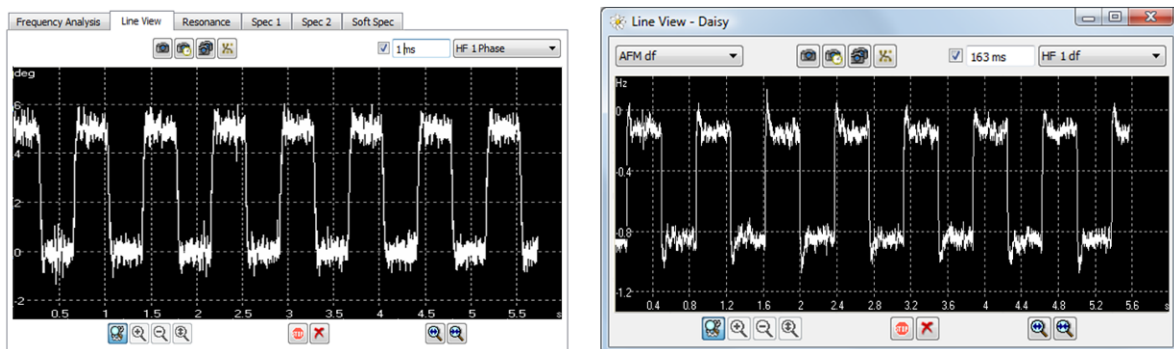 Frequency Analysis Line View Resonance Spec 1 Spec 2 Soft Spec
1 ms HF 1 Phase
deg
6
4
2
0
-2
0.5 1 1.5 2 2.5 3 3.5 4 4.5 5 5.5 s
Line View - Daisy
AFM df 163 ms HF 1 df
Hz
0
-0.4
-0.8
-1.2
0.4 0.8 1.2 1.6 2 2.4 2.8 3.2 3.6 4 4.4 4.8 5.2 5.6 s